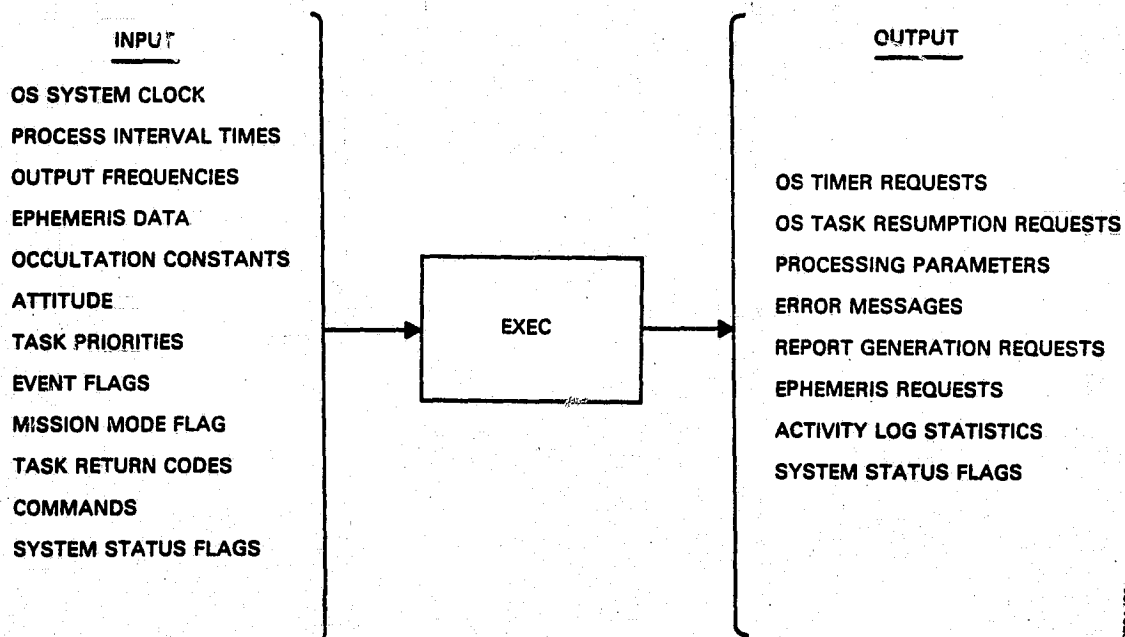 INPUT
OS SYSTEM CLOCK
PROCESS INTERVAL TIMES
OUTPUT FREQUENCIES
EPHEMERIS DATA
OCCULTATION CONSTANTS
ATTITUDE
TASK PRIORITIES
EVENT FLAGS
MISSION MODE FLAG
TASK RETURN CODES
COMMANDS
SYSTEM STATUS FLAGS
EXEC
OUTPUT
OS TIMER REQUESTS
OS TASK RESUMPTION REQUESTS
PROCESSING PARAMETERS
ERROR MESSAGES
REPORT GENERATION REQUESTS
EPHEMERIS REQUESTS
ACTIVITY LOG STATISTICS
SYSTEM STATUS FLAGS